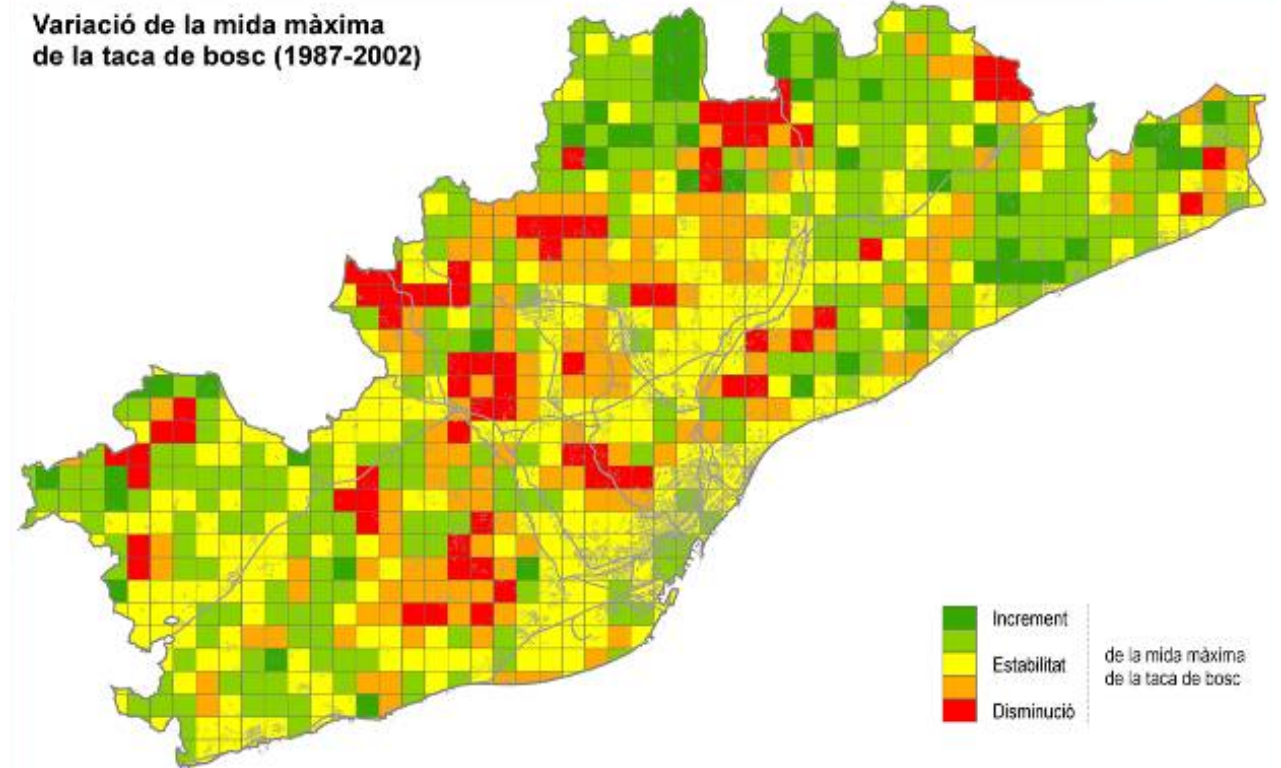 Variació de la mida màxima
de la taca de bosc (1987-2002)
Increment
Estabilitat
Disminució
de la mida màxima
de la taca de bosc